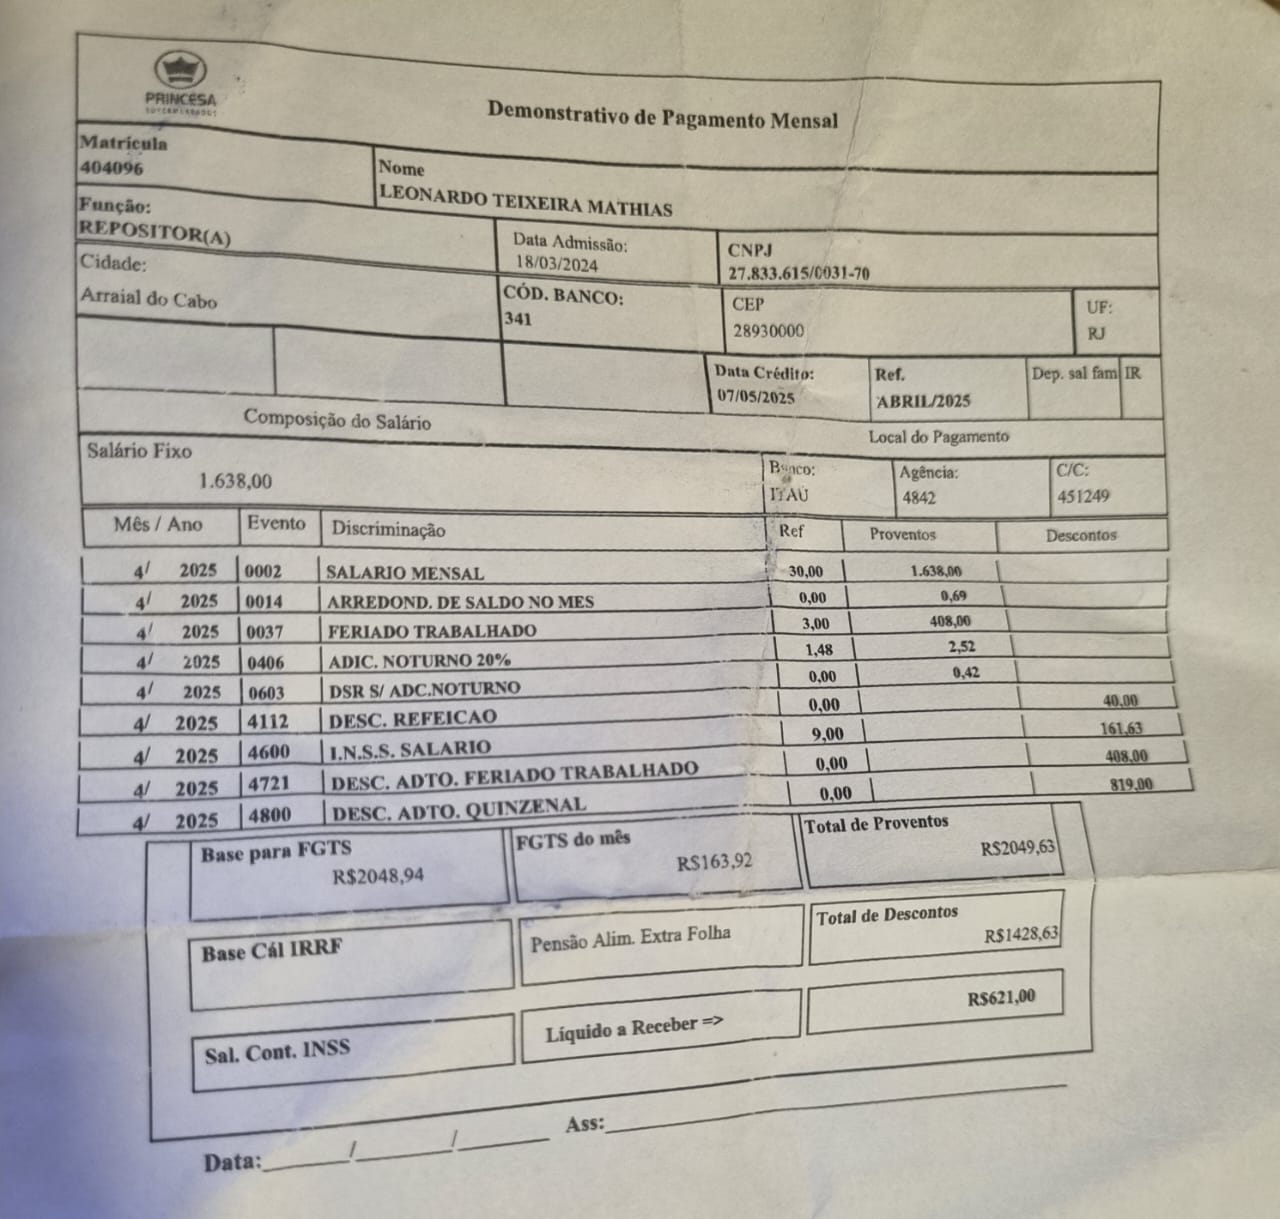 PRINCESA
SUPERMERCADOS
Demonstrativo de Pagamento Mensal
Matrícula
404096
Nome
LEONARDO TEIXEIRA MATHIAS
Função:
REPOSITOR(A)
Data Admissão:
18/03/2024
CNPJ
27.833.615/0031-70
Cidade:
Arraial do Cabo
CÓD. BANCO:
341
CEP
28930000
UF:
RJ
Data Crédito:
07/05/2025
Ref.
ABRIL/2025
Dep. sal fam IR
Composição do Salário
Local do Pagamento
Salário Fixo
1.638,00
Banco:
ITAÚ
Agência:
4842
C/C:
451249
Mês / Ano Evento Discriminação Ref Proventos Descontos
4/ 2025 0002 SALARIO MENSAL 30,00 1.638,00
4/ 2025 0014 ARREDOND. DE SALDO NO MES 0,00 0,69
4/ 2025 0037 FERIADO TRABALHADO 3,00 408,00
4/ 2025 0406 ADIC. NOTURNO 20% 1,48 2,52
4/ 2025 0603 DSR S/ ADC.NOTURNO 0,00 0,42
4/ 2025 4112 DESC. REFEICAO 0,00 40,00
4/ 2025 4600 I.N.S.S. SALARIO 9,00 161,63
4/ 2025 4721 DESC. ADTO. FERIADO TRABALHADO 0,00 408,00
4/ 2025 4800 DESC. ADTO. QUINZENAL 0,00 819,00
Base para FGTS
R$2048,94
FGTS do mês
R$163,92
Total de Proventos
R$2049,63
Base Cál IRRF
Pensão Alim. Extra Folha
Total de Descontos
R$1428,63
Sal. Cont. INSS
Líquido a Receber =>
R$621,00
Data:______/______/______ Ass:______